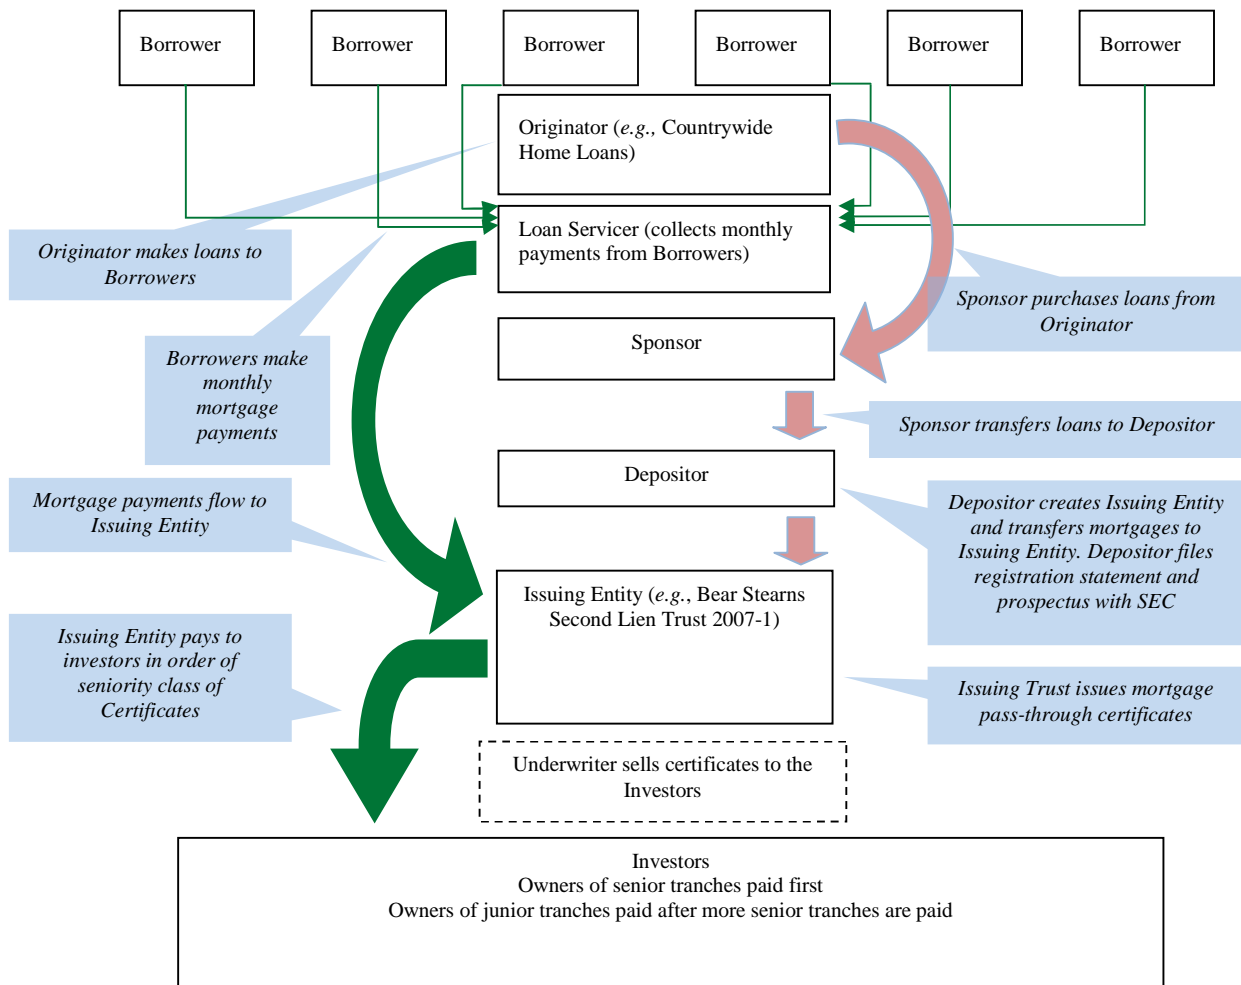 Borrower
Borrower
Borrower
Borrower
Borrower
Borrower
Originator (e.g., Countrywide
Home Loans)
Loan Servicer (collects monthly
payments from Borrowers)
Originator makes loans to
Borrowers
Sponsor purchases loans from
Originator
Sponsor
Borrowers make
monthly
mortgage
payments
Sponsor transfers loans to Depositor
Depositor
Mortgage payments flow to
Issuing Entity
Depositor creates Issuing Entity
and transfers mortgages to
Issuing Entity. Depositor files
registration statement and
prospectus with SEC
Issuing Entity (e.g., Bear Stearns
Second Lien Trust 2007-1)
Issuing Entity pays to
investors in order of
seniority class of
Certificates
Issuing Trust issues mortgage
pass-through certificates
Underwriter sells certificates to the
Investors
Investors
Owners of senior tranches paid first
Owners of junior tranches paid after more senior tranches are paid